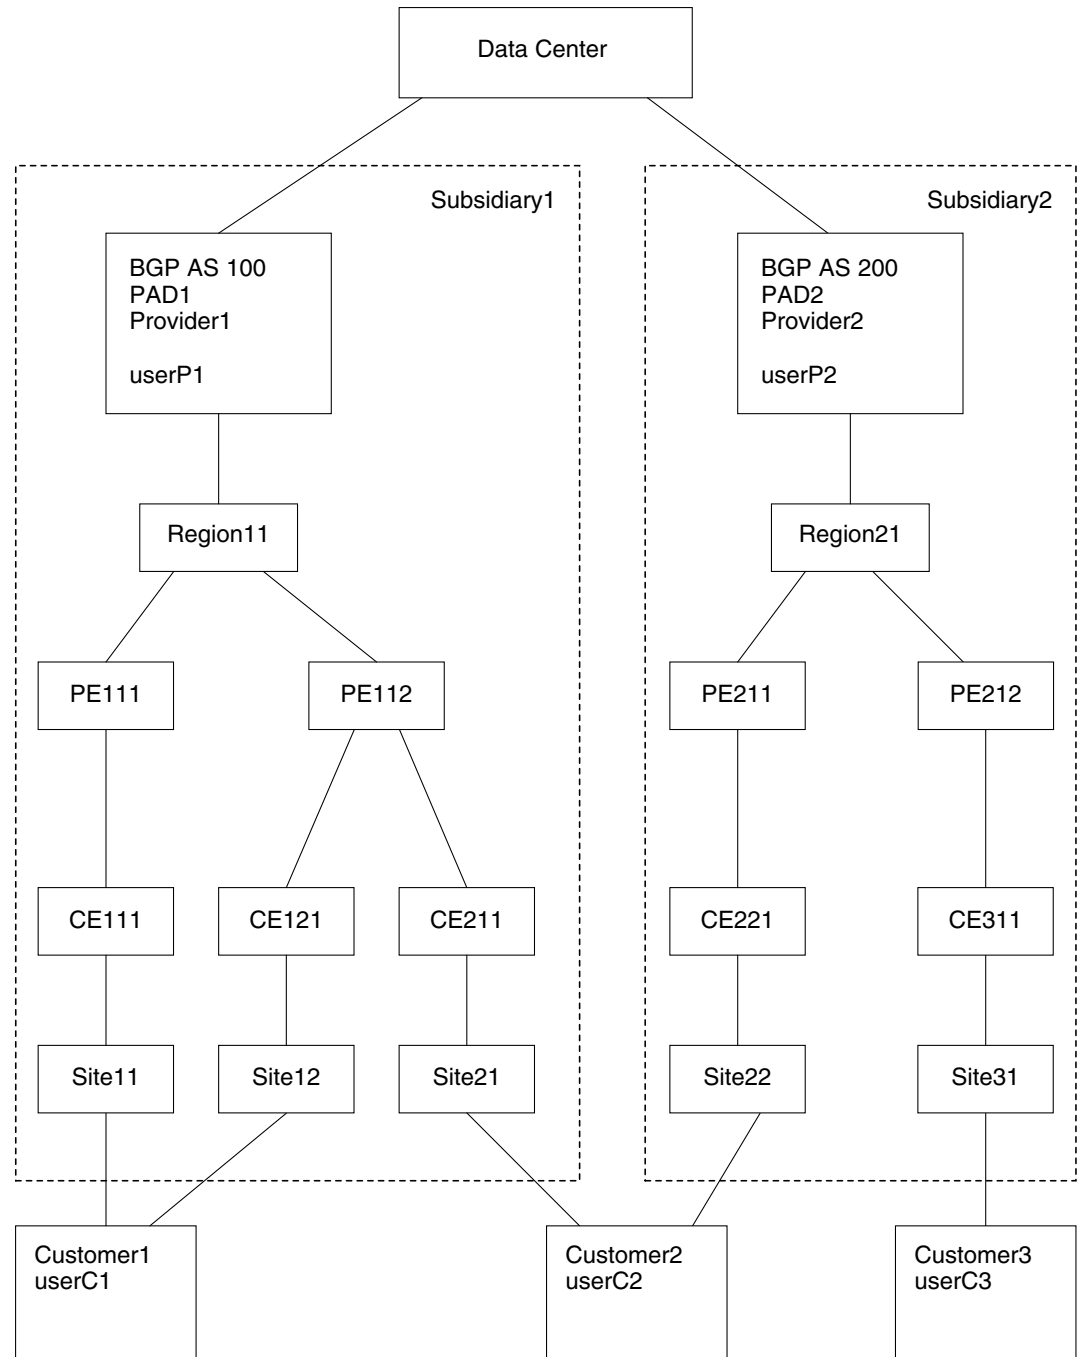 Data Center
Subsidiary1
Subsidiary2
BGP AS 100
PAD1
Provider1
userP1
BGP AS 200
PAD2
Provider2
userP2
Region11
Region21
PE111
PE112
PE211
PE212
CE111
CE121
CE211
CE221
CE311
Site11
Site12
Site21
Site22
Site31
Customer1
userC1
Customer2
userC2
Customer3
userC3